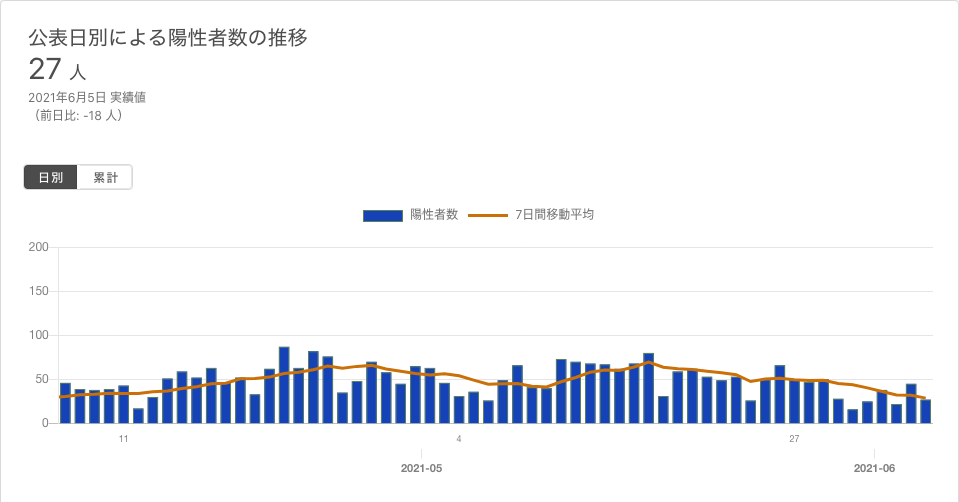 公表日別による陽性者数の推移
27 人
2021年6月5日 実績値
（前日比: -18 人）
日別 累計
陽性者数 7日間移動平均
200
150
100
50
0
11 4 27
2021-05 2021-06